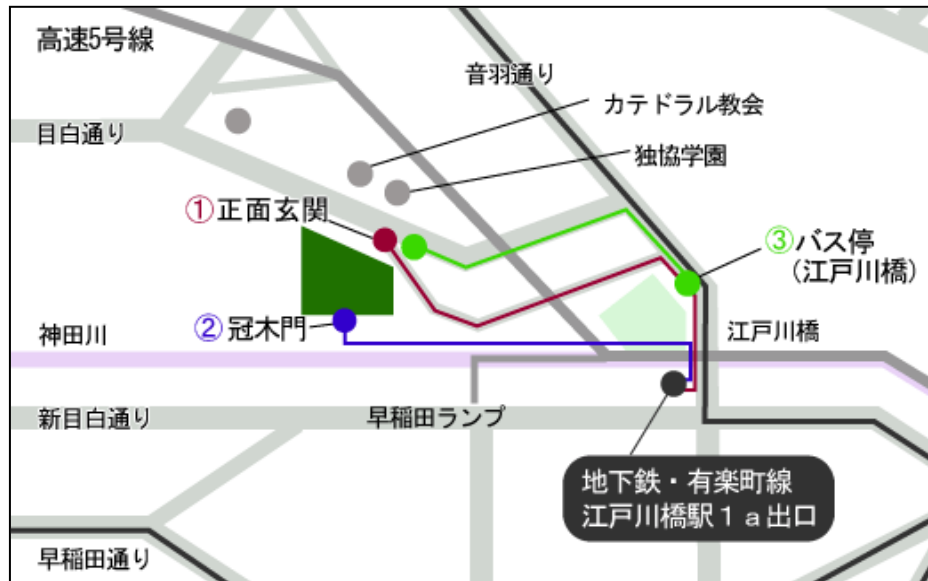 高速5号線
音羽通り
カテドラル教会
目白通り
独協学園
①正面玄関
③バス停
(江戸川橋)
②冠木門
神田川
江戸川橋
新目白通り
早稲田ランプ
地下鉄・有楽町線
江戸川橋駅1a出口
早稲田通り